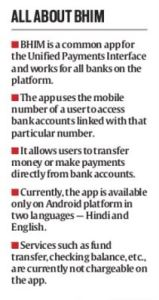 ALL ABOUT BHIM
■ BHIM is a common app for
the Unified Payments Interface
and works for all banks on the
platform.
■ The app uses the mobile
number of a user to access
bank accounts linked with that
particular number.
■ It allows users to transfer
money or make payments
directly from bank accounts.
■ Currently, the app is available
only on Android platform in
two languages — Hindi and
English.
■ Services such as fund
transfer, checking balance, etc.,
are currently not chargeable on
the app.